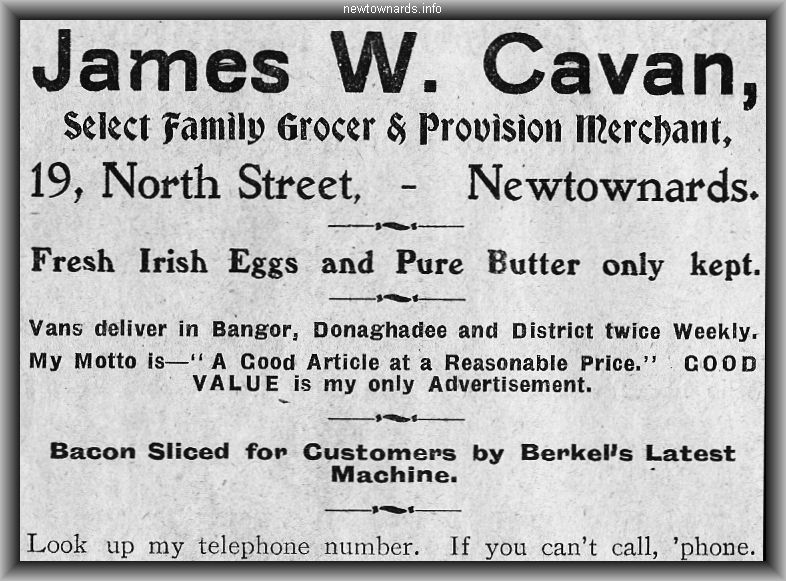 newtownards.info
James W. Cavan,
Select Family Grocer & Provision Merchant,
19, North Street, - Newtownards.
Fresh Irish Eggs and Pure Butter only kept.
Vans deliver in Bangor, Donaghadee and District twice Weekly.
My Motto is—"A Good Article at a Reasonable Price." GOOD
VALUE is my only Advertisement.
Bacon Sliced for Customers by Berkel's Latest
Machine.
Look up my telephone number. If you can't call, 'phone.